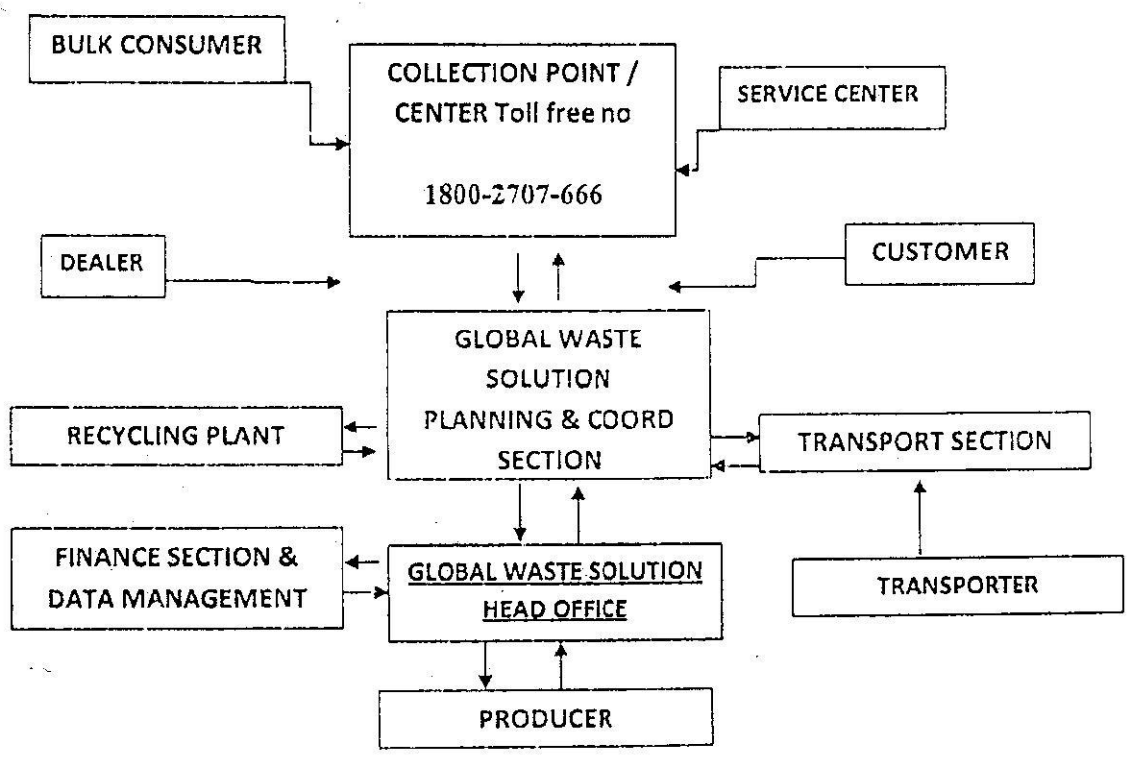 BULK CONSUMER
COLLECTION POINT /
CENTER Toll free no
1800-2707-666
SERVICE CENTER
DEALER
CUSTOMER
GLOBAL WASTE
SOLUTION
PLANNING & COORD
SECTION
RECYCLING PLANT
TRANSPORT SECTION
FINANCE SECTION &
DATA MANAGEMENT
GLOBAL WASTE SOLUTION
HEAD OFFICE
TRANSPORTER
PRODUCER